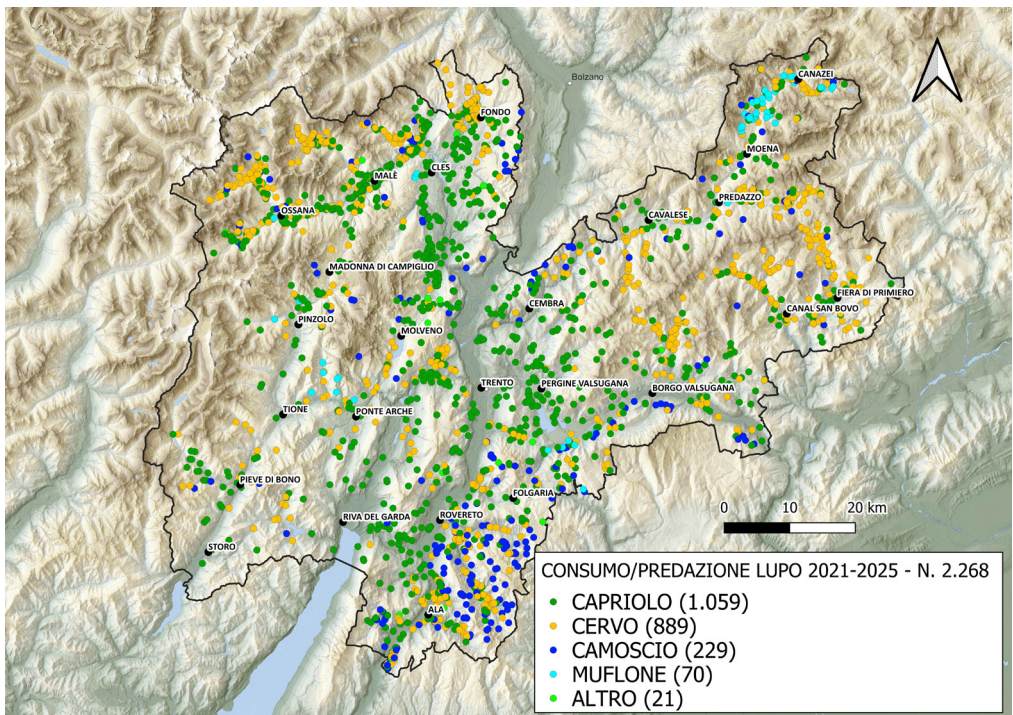 Bolzano
CANAZEI
FONDO
MOENA
CLES
MALÈ
PREDAZZO
OSSANA
CAVALESE
MADONNA DI CAMPIGLIO
FIERA DI PRIMIERO
CEMBRA
CANAL SAN BOVO
PINZOLO
MOLVENO
TRENTO
PERGINE VALSUGANA
BORGO VALSUGANA
TIONE
PONTE ARCHE
PIEVE DI BONO
FOLGARIA
RIVA DEL GARDA
ROVERETO
STORO
ALA
0 10 20 km
CONSUMO/PREDAZIONE LUPO 2021-2025 - N. 2.268
CAPRIOLO (1.059)
CERVO (889)
CAMOSCIO (229)
MUFLONE (70)
ALTRO (21)